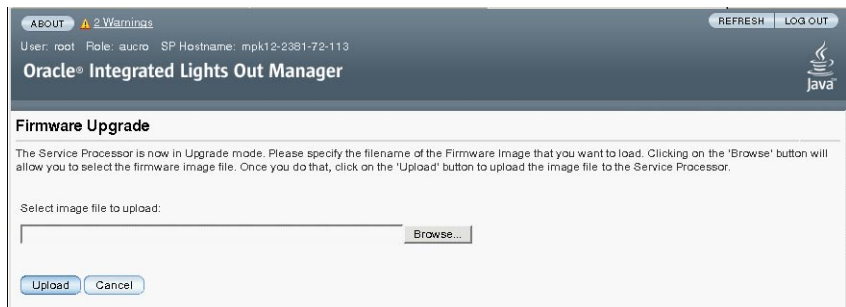 ABOUT 2 Warnings REFRESH LOG OUT
User: root Role: aucro SP Hostname: mpk12-2381-72-113
Oracle® Integrated Lights Out Manager
Java™
Firmware Upgrade
The Service Processor is now in Upgrade mode. Please specify the filename of the Firmware Image that you want to load. Clicking on the 'Browse' button will
allow you to select the firmware image file. Once you do that, click on the 'Upload' button to upload the image file to the Service Processor.
Select image file to upload:
Browse...
Upload Cancel